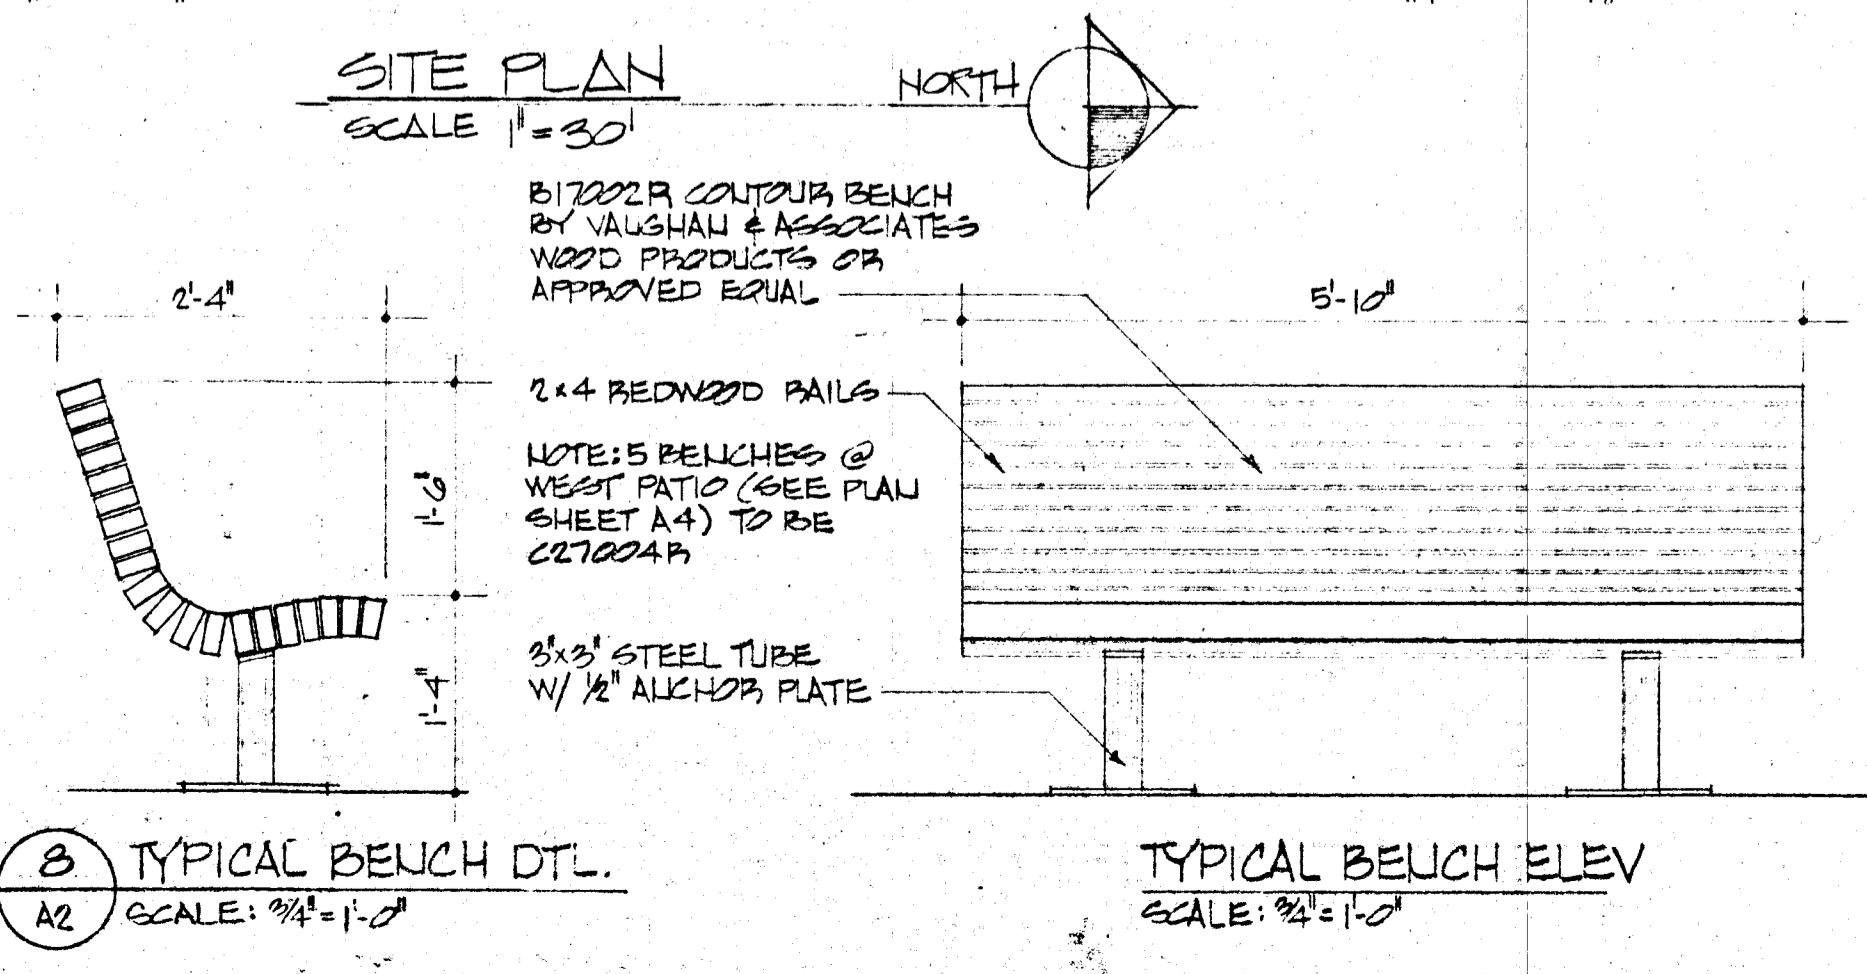 SITE PLAN
SCALE 1"=30'
NORTH
B17002R CONTOUR BENCH
BY VAUGHAN & ASSOCIATES
WOOD PRODUCTS OR
APPROVED EQUAL
2'-4"
5'-10"
2x4 REDWOOD RAILS
NOTE: 5 BENCHES @
WEST PATIO (SEE PLAN
SHEET A4) TO BE
C27004R
1'-6"
3"x3" STEEL TUBE
W/ 1/2" ANCHOR PLATE
1'-4"
8
A2
TYPICAL BENCH DTL.
SCALE: 3/4"=1'-0"
TYPICAL BENCH ELEV
SCALE: 3/4"=1'-0"